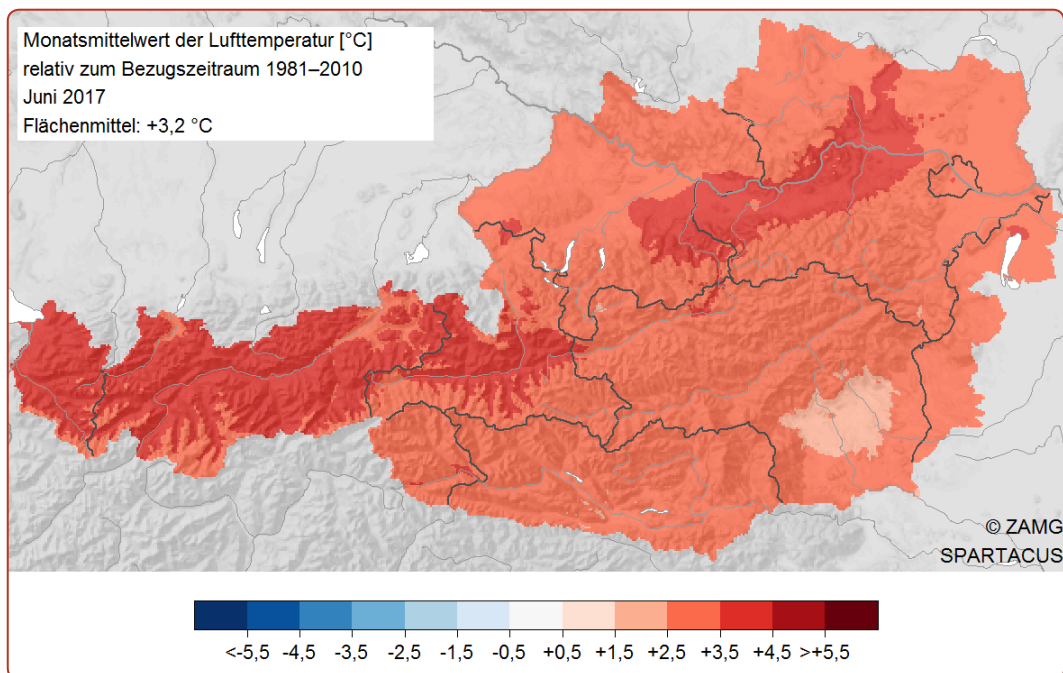 Monatsmittelwert der Lufttemperatur [°C]
relativ zum Bezugszeitraum 1981–2010
Juni 2017
Flächenmittel: +3,2 °C
© ZAMG
SPARTACUS
<-5,5 -4,5 -3,5 -2,5 -1,5 -0,5 +0,5 +1,5 +2,5 +3,5 +4,5 >+5,5